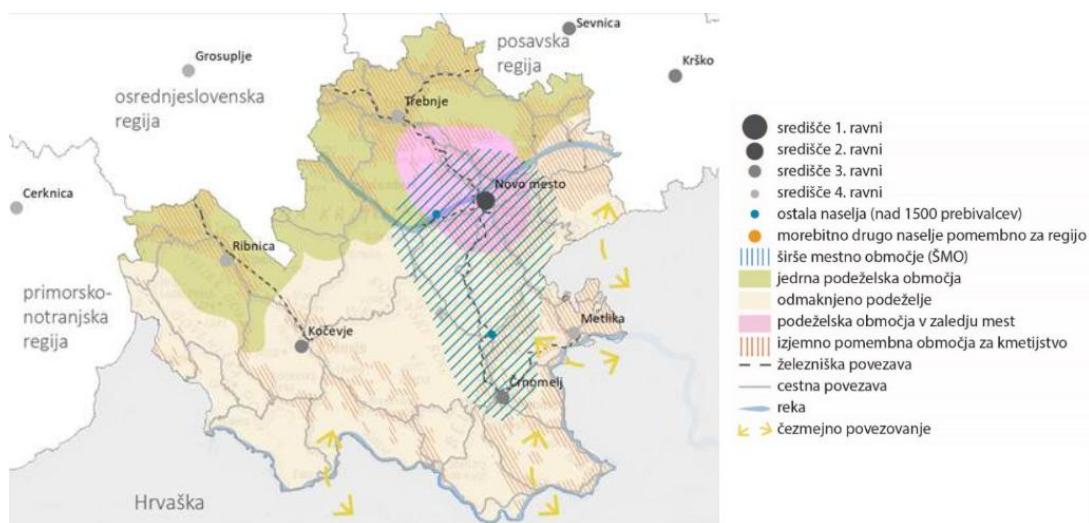 Sevnica
posavska
regija
Grosuplje
Krško
osrednjeslovenska
regija
Trebnje
Cerknica
Novo mesto
Ribnica
primorsko-
notranjska
regija
Kočevje
Metlika
Črnomelj
Hrvaška
središče 1. ravni
središče 2. ravni
središče 3. ravni
središče 4. ravni
ostala naselja (nad 1500 prebivalcev)
morebitno drugo naselje pomembno za regijo
širše mestno območje (ŠMO)
jedrna podeželska območja
odmaknjeno podeželje
podeželska območja v zaledju mest
izjemno pomembna območja za kmetijstvo
železniška povezava
cestna povezava
reka
čezmejno povezovanje